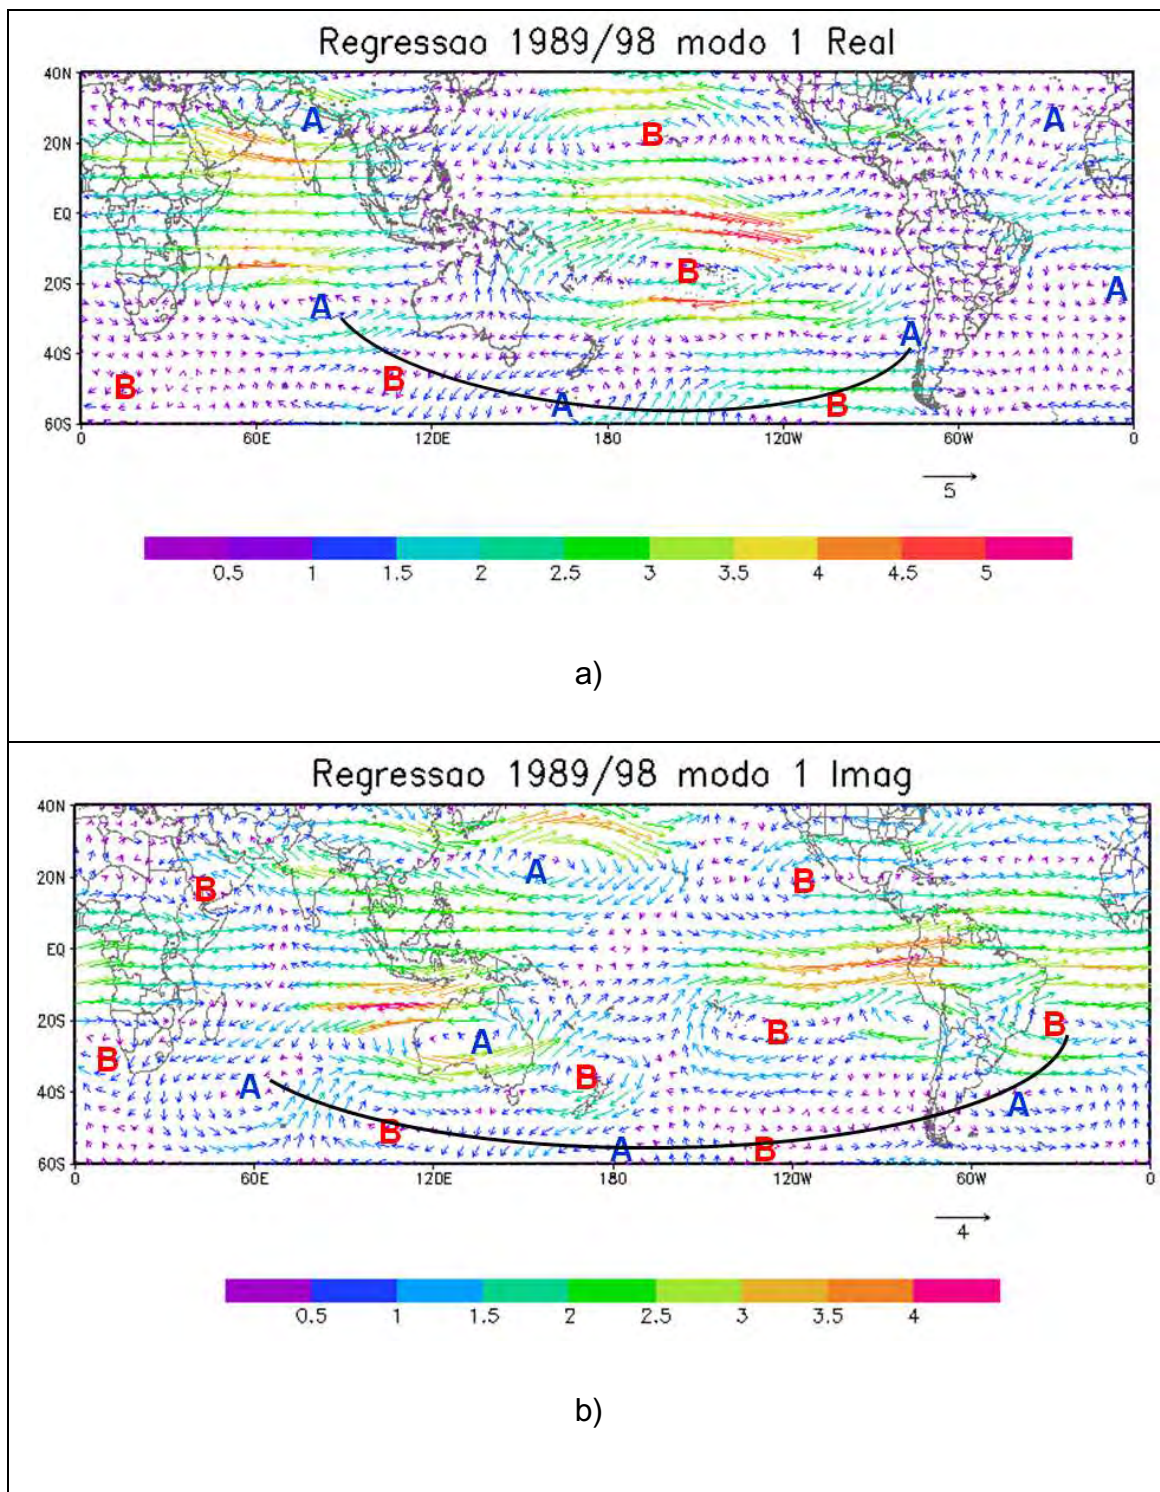 Regressao 1989/98 modo 1 Real
40N
A
B
A
20N
EQ
B
20S
A
A
A
40S
B
B
A
B
60S
0 60E 120E 180 120W 60W 0
5
0.5 1 1.5 2 2.5 3 3.5 4 4.5 5
a)
Regressao 1989/98 modo 1 Imag
40N
A
B
20N
B
EQ
20S
B
B
A
B
B
40S
A
A
B
A
B
60S
0 60E 120E 180 120W 60W 0
4
0.5 1 1.5 2 2.5 3 3.5 4
b)